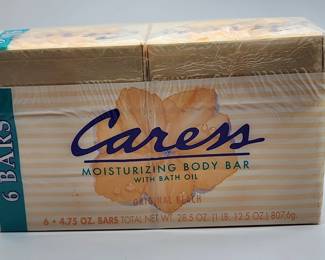 6 BARS
Caress
MOISTURIZING BODY BAR
WITH BATH OIL
ORIGINAL PEACH
6 • 4.75 OZ. BARS TOTAL NET WT. 28.5 OZ. (1 LB. 12.5 OZ.) 807.6g.